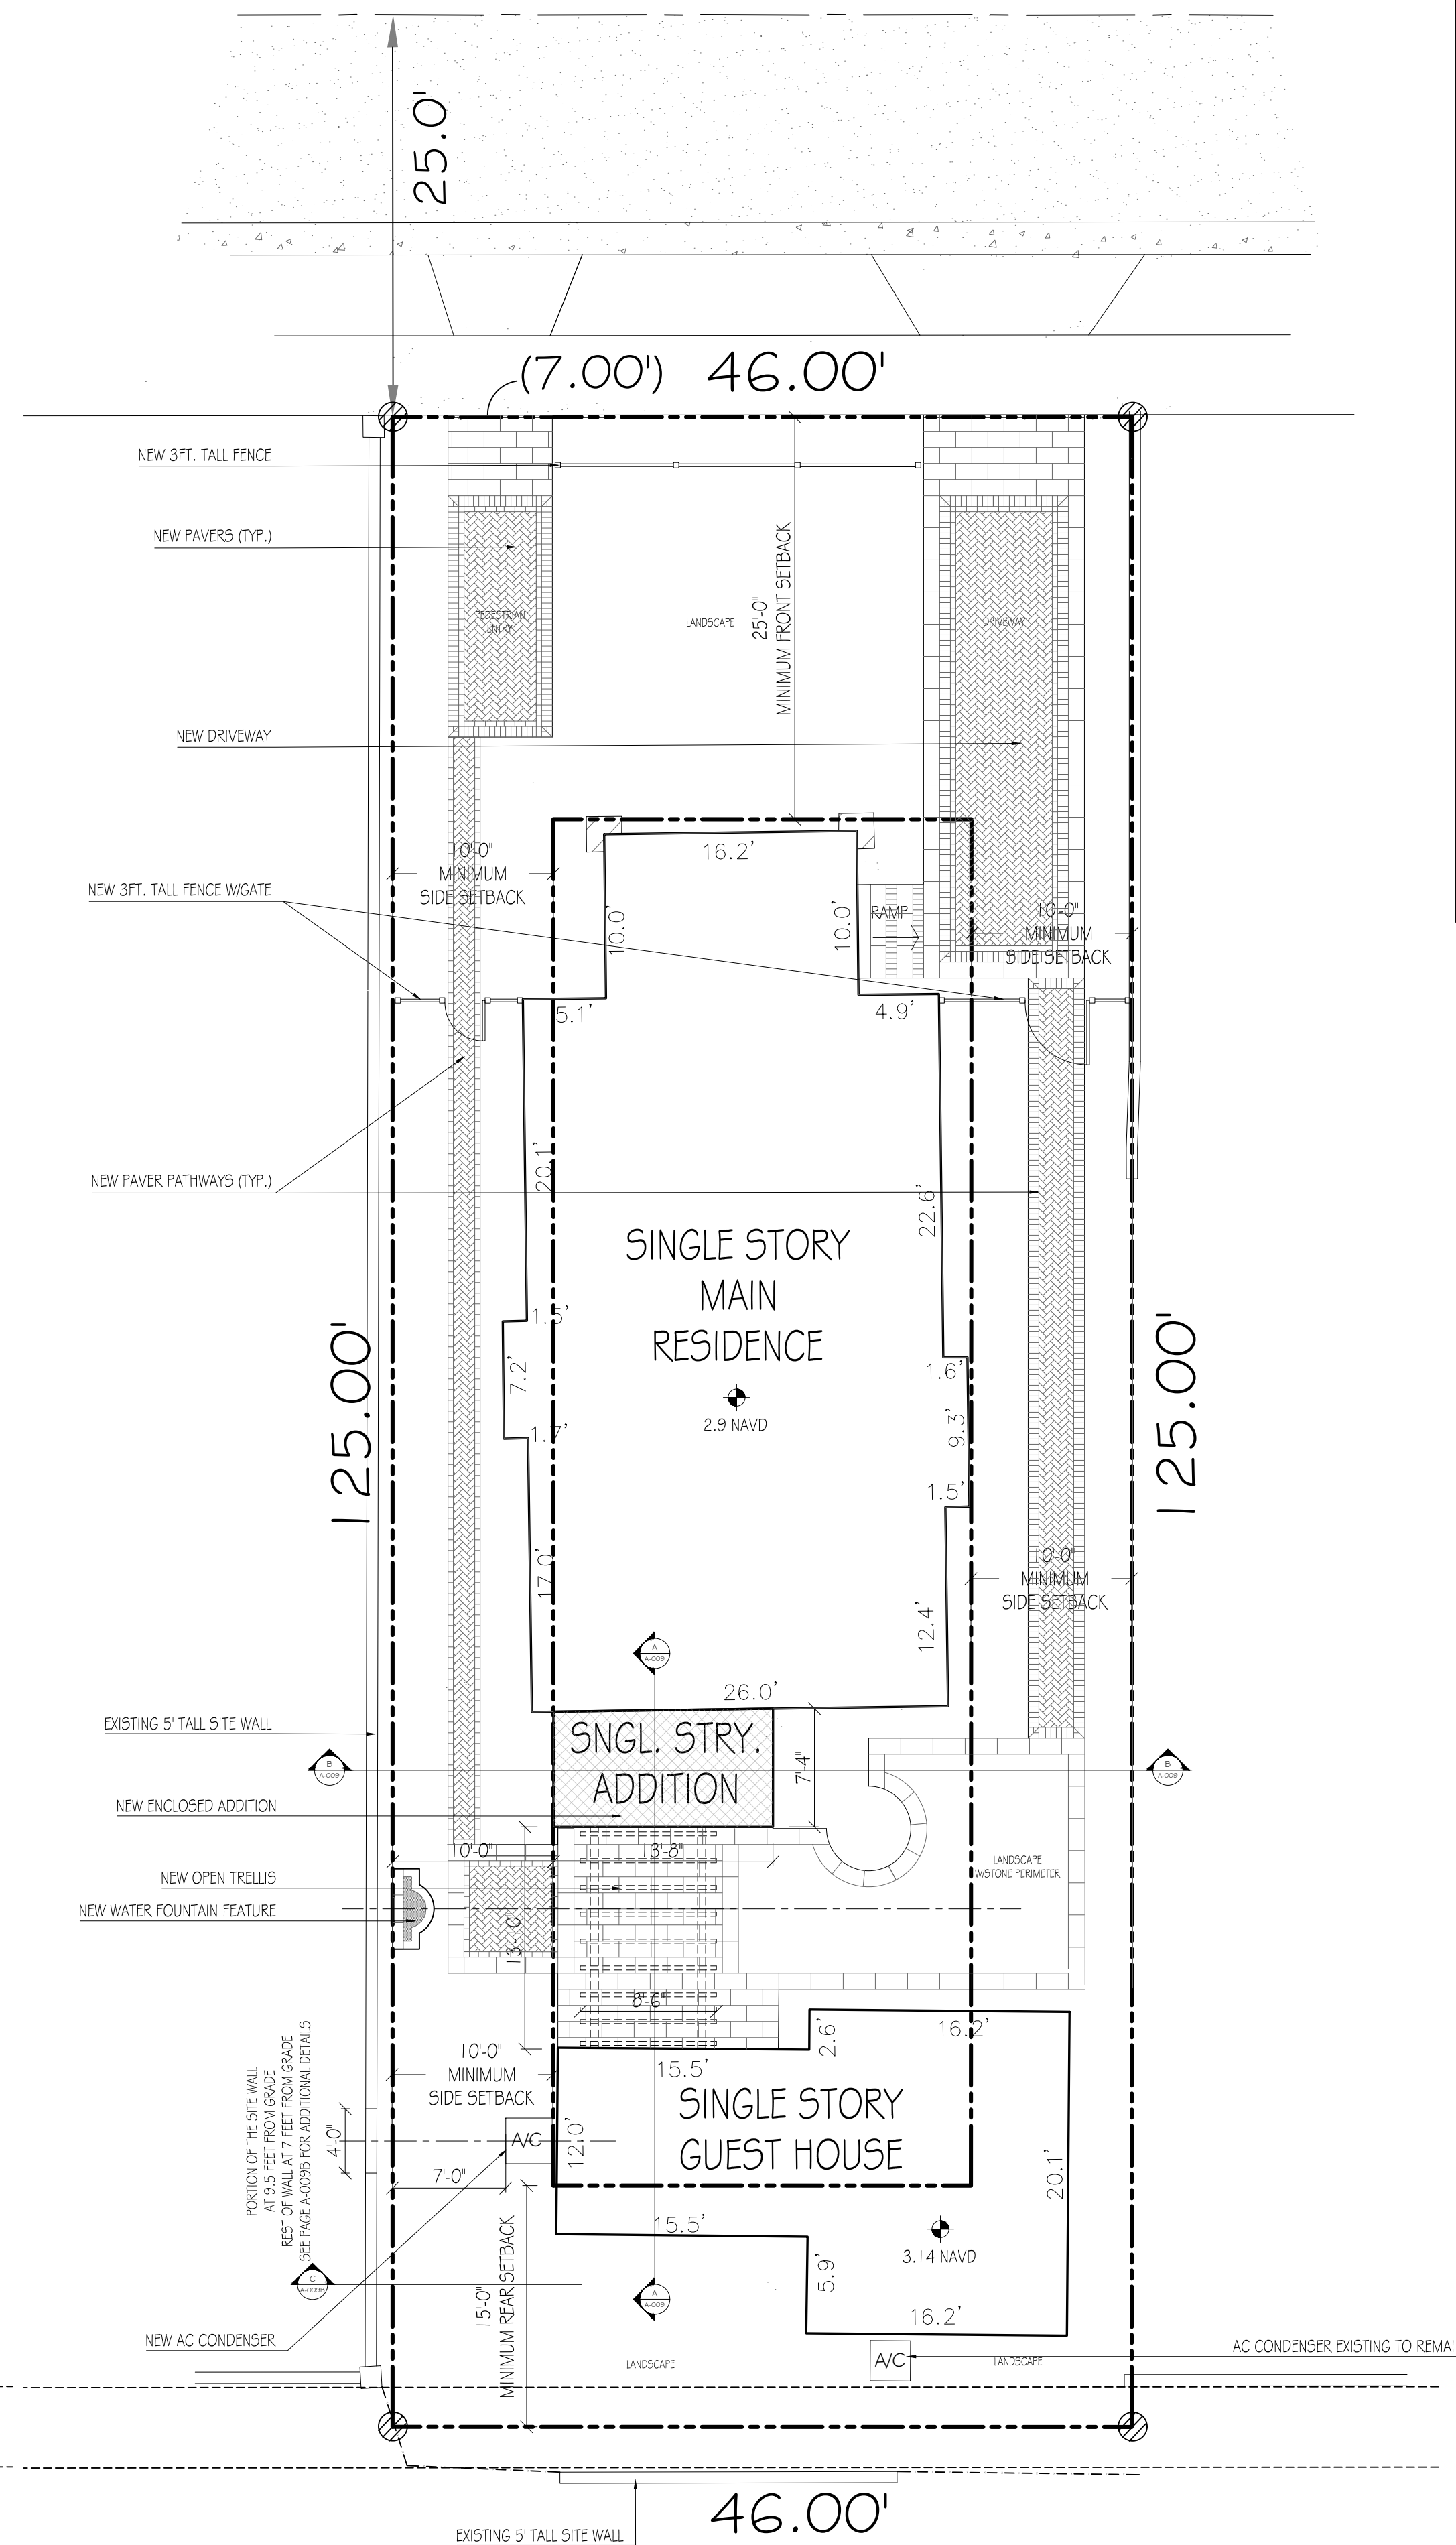 25.0'
(7.00') 46.00'
NEW 3FT. TALL FENCE
NEW PAVERS (TYP.)
PEDESTRIAN
ENTRY
LANDSCAPE
25'-0"
MINIMUM FRONT SETBACK
DRIVEWAY
NEW DRIVEWAY
16.2'
10'-0"
MINIMUM
SIDE SETBACK
NEW 3FT. TALL FENCE W/GATE
10.0'
10.0'
RAMP
10'-0"
MINIMUM
SIDE SETBACK
5.1'
4.9'
20.1'
NEW PAVER PATHWAYS (TYP.)
22.6'
SINGLE STORY
MAIN
RESIDENCE
1.5'
7.2'
1.7'
1.6'
9.3'
1.5'
2.9 NAVD
125.00'
125.00'
17.0'
10'-0"
MINIMUM
SIDE SETBACK
12.4'
A
A-009
26.0'
EXISTING 5' TALL SITE WALL
SNGL. STRY.
ADDITION
7'-4"
B
A-009
B
A-009
NEW ENCLOSED ADDITION
10'-0"
13'-8"
LANDSCAPE
W/STONE PERIMETER
NEW OPEN TRELLIS
NEW WATER FOUNTAIN FEATURE
13'-10"
8'-6"
16.2'
2.6'
15.5'
10'-0"
MINIMUM
SIDE SETBACK
PORTION OF THE SITE WALL
AT 9.5 FEET FROM GRADE
REST OF WALL AT 7 FEET FROM GRADE
SEE PAGE A-009B FOR ADDITIONAL DETAILS
4'-0"
SINGLE STORY
GUEST HOUSE
A/C
12.0'
20.1'
7'-0"
15.5'
3.14 NAVD
5.9'
C
A-009B
15'-0"
MINIMUM REAR SETBACK
A
A-009
16.2'
NEW AC CONDENSER
A/C
AC CONDENSER EXISTING TO REMAI
LANDSCAPE
LANDSCAPE
46.00'
EXISTING 5' TALL SITE WALL